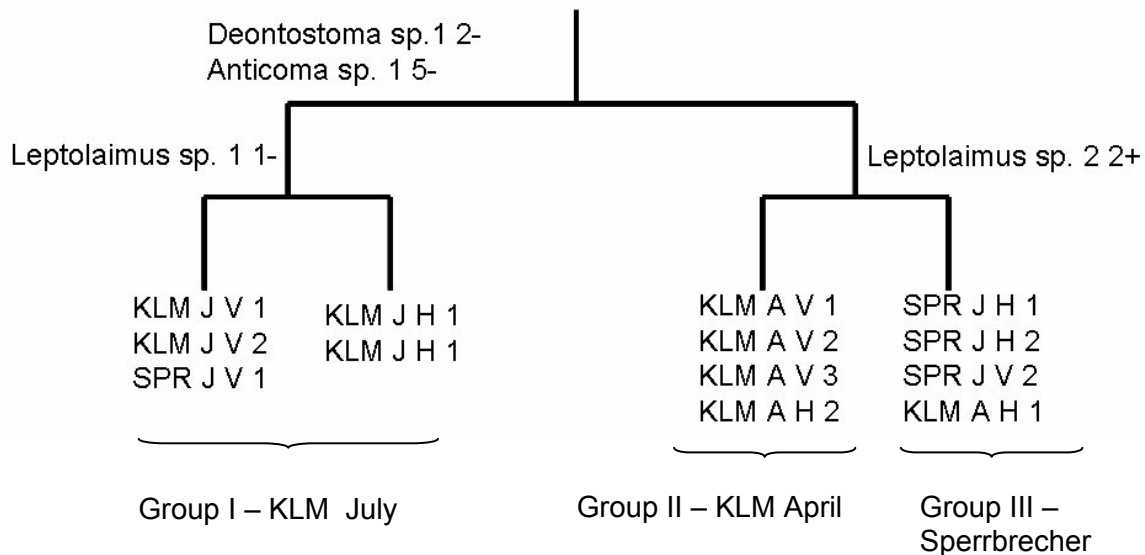 Deontostoma sp.1 2-
Anticoma sp. 1 5-
Leptolaimus sp. 1 1-
Leptolaimus sp. 2 2+
KLM J V 1
KLM J V 2
SPR J V 1
KLM J H 1
KLM J H 1
KLM A V 1
KLM A V 2
KLM A V 3
KLM A H 2
SPR J H 1
SPR J H 2
SPR J V 2
KLM A H 1
Group I – KLM July
Group II – KLM April
Group III –
Sperrbrecher